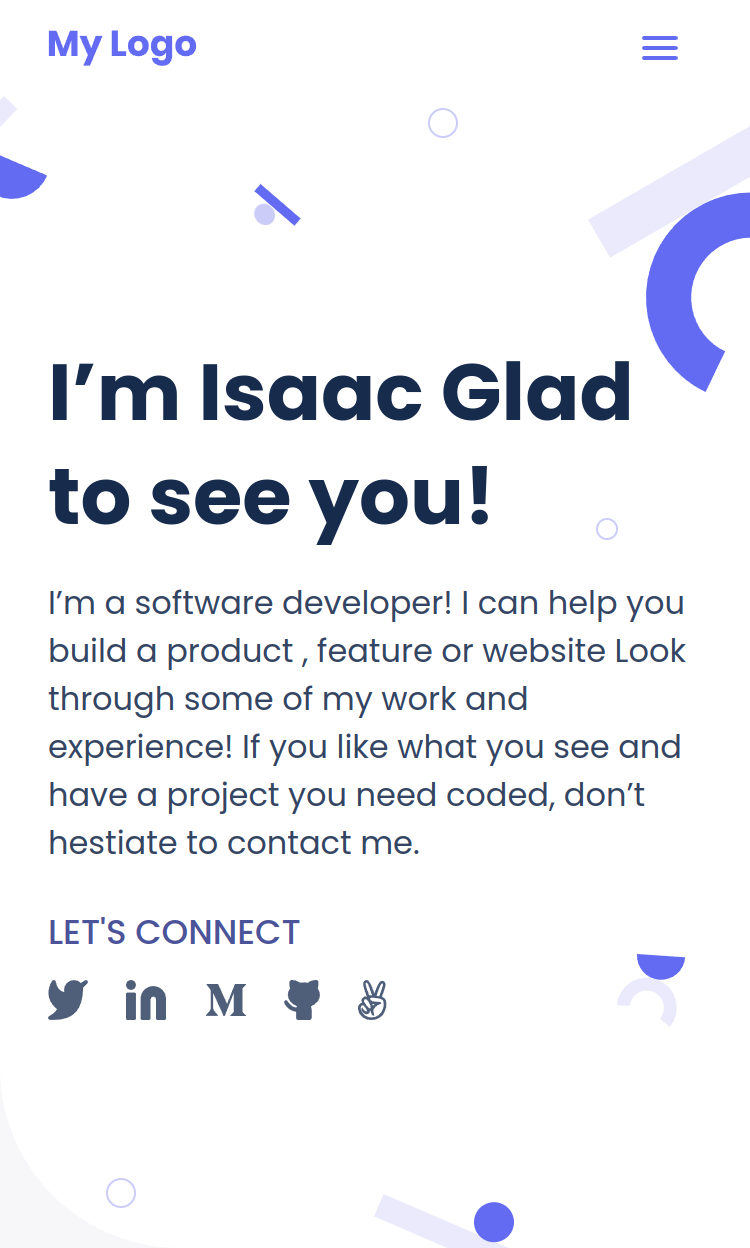 My Logo
I’m Isaac Glad
to see you!
I’m a software developer! I can help you
build a product , feature or website Look
through some of my work and
experience! If you like what you see and
have a project you need coded, don’t
hestiate to contact me.
LET'S CONNECT